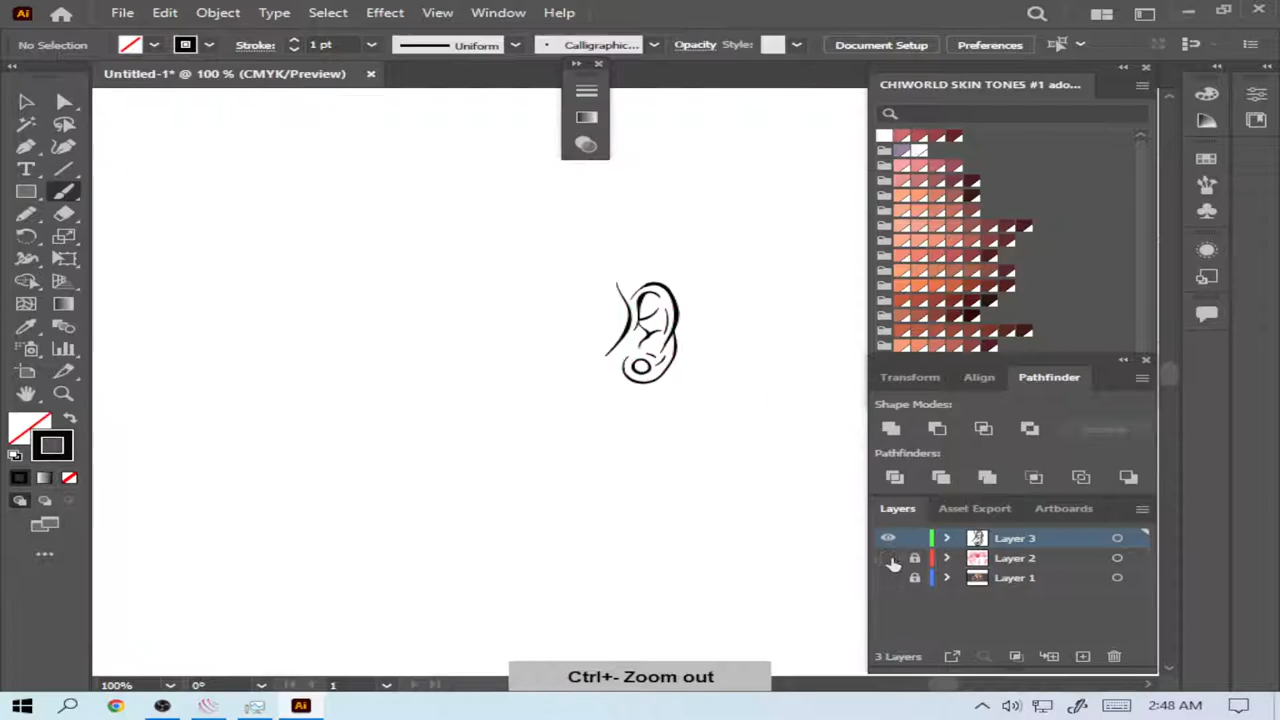 Ai File Edit Object Type Select Effect View Window Help
No Selection Stroke: 1 pt Uniform Calligraphic... Opacity Style: Document Setup Preferences
Untitled-1* @ 100 % (CMYK/Preview)
CHIWORLD SKIN TONES #1 ado...
Transform Align Pathfinder
Shape Modes:
Pathfinders:
Layers Asset Export Artboards
Layer 3
Layer 2
Layer 1
3 Layers
Ctrl+- Zoom out
100% 0° 1
Ai 2:48 AM